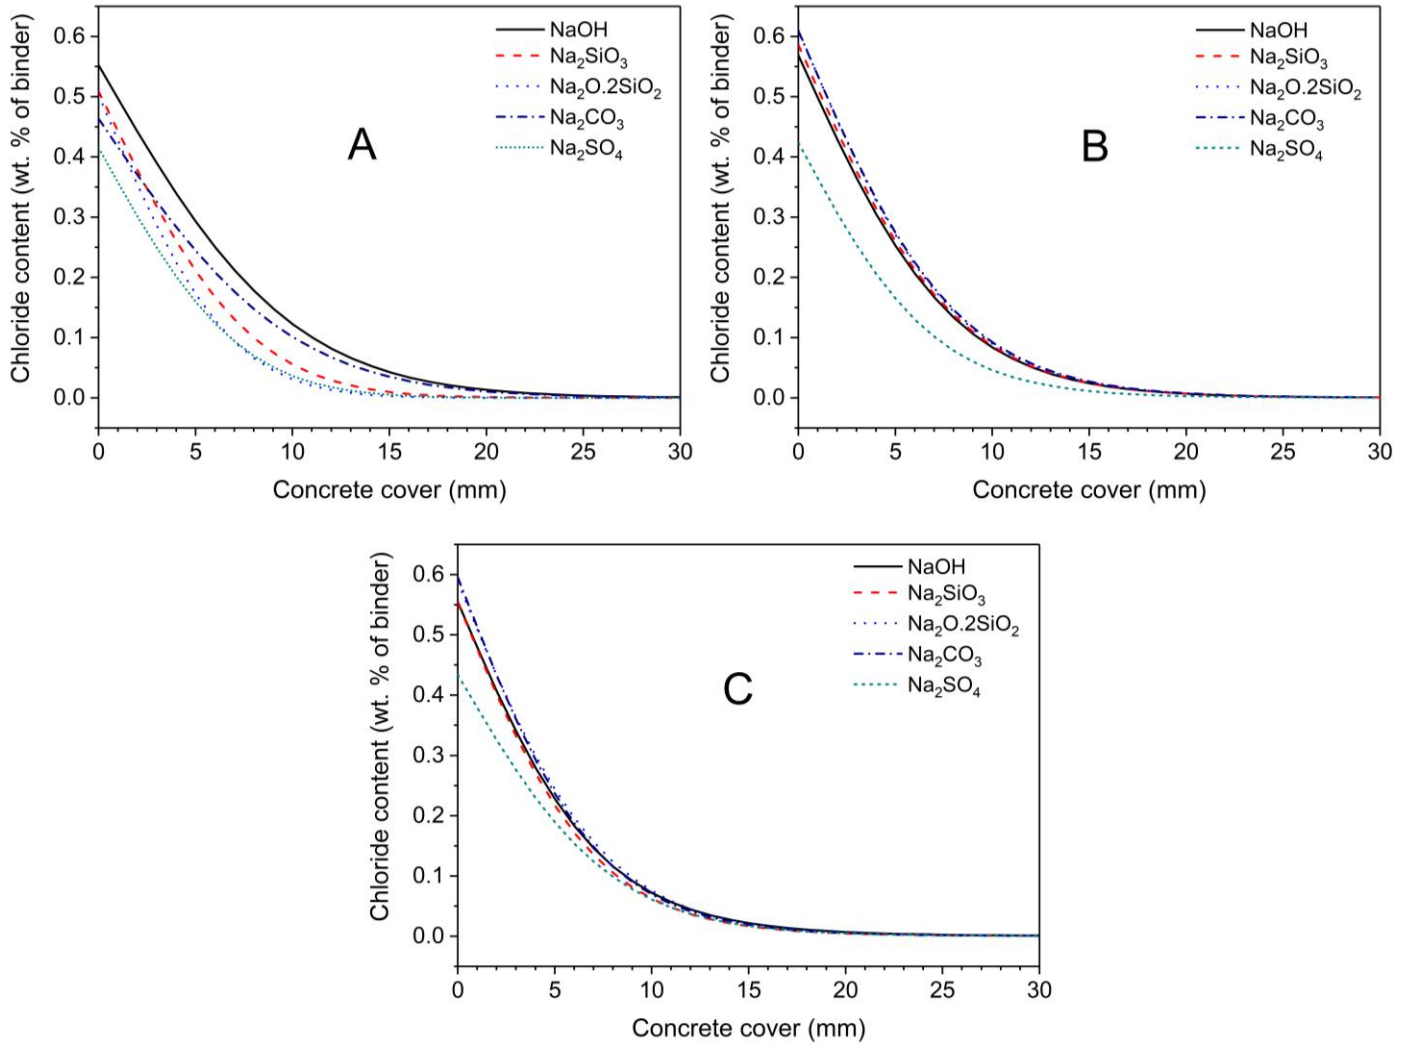 Chloride content (wt. % of binder)
0.6
0.5
0.4
0.3
0.2
0.1
0.0
0 5 10 15 20 25 30
Concrete cover (mm)
NaOH
Na₂SiO₃
Na₂O.2SiO₂
Na₂CO₃
Na₂SO₄
A
Chloride content (wt. % of binder)
0.6
0.5
0.4
0.3
0.2
0.1
0.0
0 5 10 15 20 25 30
Concrete cover (mm)
NaOH
Na₂SiO₃
Na₂O.2SiO₂
Na₂CO₃
Na₂SO₄
B
Chloride content (wt. % of binder)
0.6
0.5
0.4
0.3
0.2
0.1
0.0
0 5 10 15 20 25 30
Concrete cover (mm)
NaOH
Na₂SiO₃
Na₂O.2SiO₂
Na₂CO₃
Na₂SO₄
C